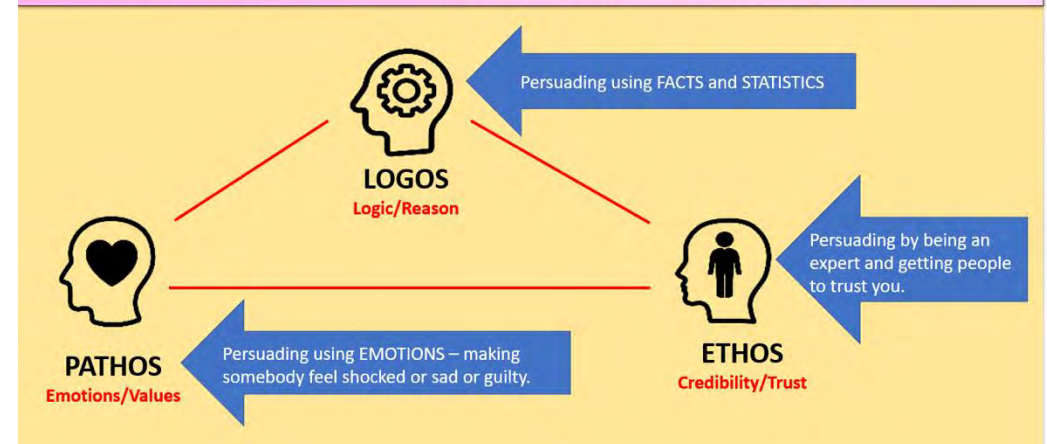 Persuading using FACTS and STATISTICS
LOGOS
Logic/Reason
Persuading by being an
expert and getting people
to trust you.
ETHOS
Credibility/Trust
PATHOS
Emotions/Values
Persuading using EMOTIONS – making
somebody feel shocked or sad or guilty.